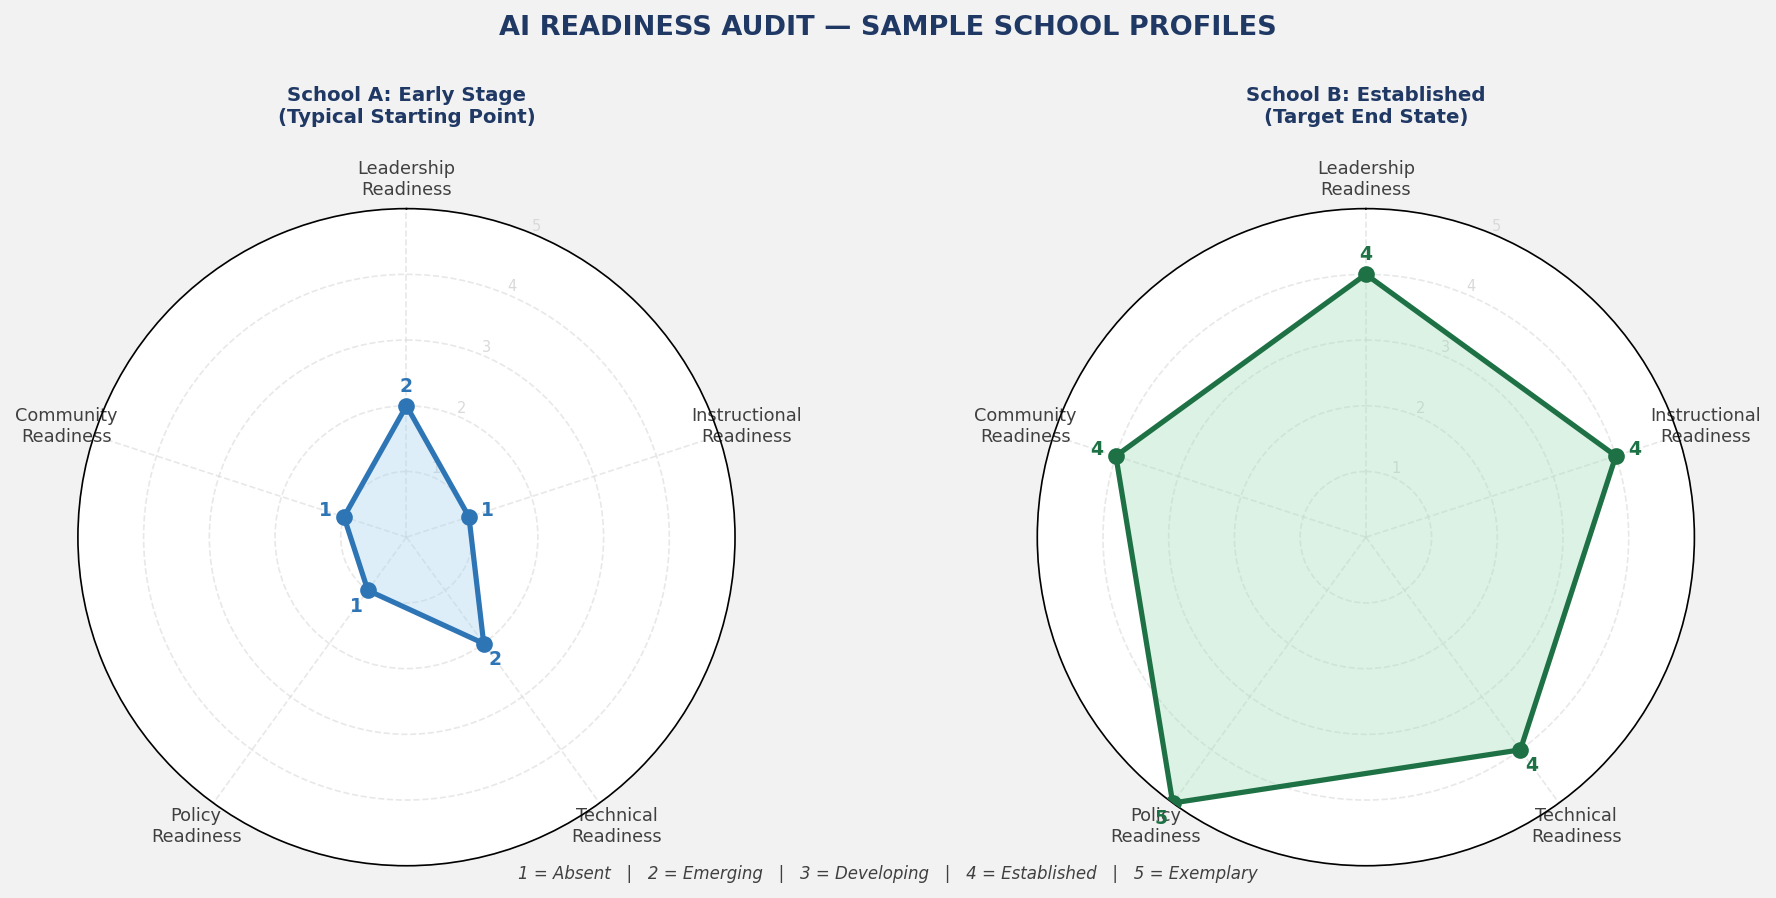 AI READINESS AUDIT — SAMPLE SCHOOL PROFILES
School A: Early Stage
(Typical Starting Point)
Leadership
Readiness
5
4
3
2
2
Community
Readiness
Instructional
Readiness
1
1
1
2
Policy
Readiness
Technical
Readiness
School B: Established
(Target End State)
Leadership
Readiness
5
4
4
3
2
1
Community
Readiness
Instructional
Readiness
4
4
4
5
Policy
Readiness
Technical
Readiness
1 = Absent | 2 = Emerging | 3 = Developing | 4 = Established | 5 = Exemplary